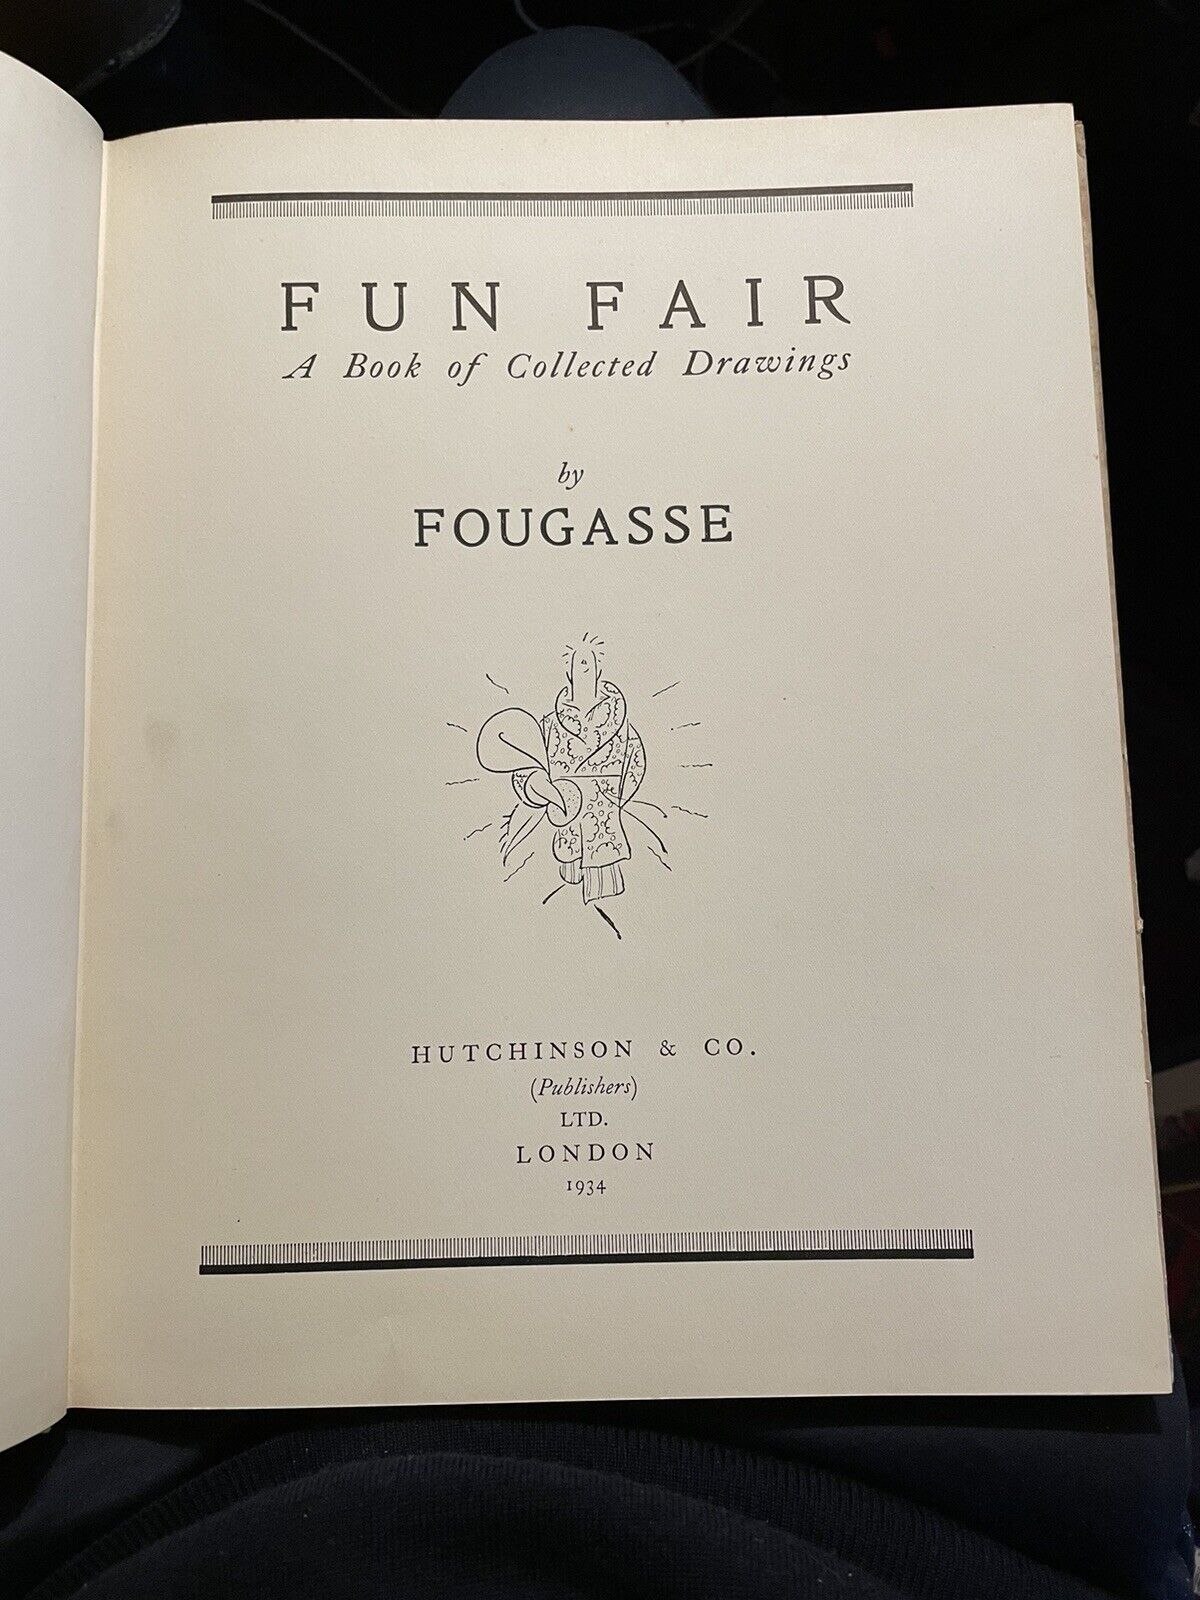 FUN FAIR
A Book of Collected Drawings
by
FOUGASSE
HUTCHINSON & CO.
(Publishers)
LTD.
LONDON
1934